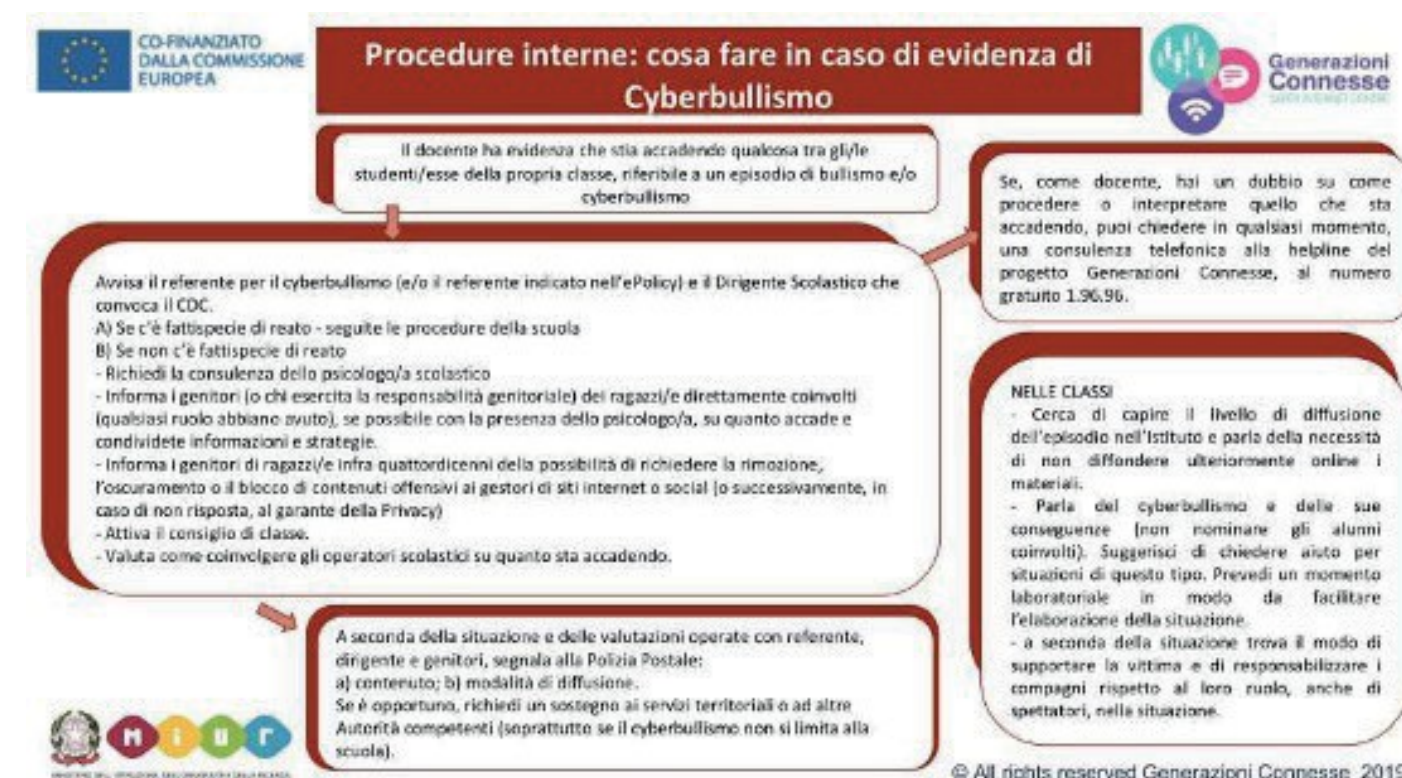 CO-FINANZIATO
DALLA COMMISSIONE
EUROPEA
Procedure interne: cosa fare in caso di evidenza di
Cyberbullismo
Generazioni
Connesse
SAFER INTERNET CENTRE
Il docente ha evidenza che stia accadendo qualcosa tra gli/le
studenti/esse della propria classe, riferibile a un episodio di bullismo e/o
cyberbullismo
Se, come docente, hai un dubbio su come
procedere o interpretare quello che sta
accadendo, puoi chiedere in qualsiasi momento,
una consulenza telefonica alla helpline del
progetto Generazioni Connesse, al numero
gratuito 1.96.96.
Avvisa il referente per il cyberbullismo (e/o il referente indicato nell'ePolicy) e il Dirigente Scolastico che
convoca il CDC.
A) Se c'è fattispecie di reato - seguite le procedure della scuola
B) Se non c'è fattispecie di reato
- Richiedi la consulenza dello psicologo/a scolastico
- Informa i genitori (o chi esercita la responsabilità genitoriale) dei ragazzi/e direttamente coinvolti
(qualsiasi ruolo abbiano avuto), se possibile con la presenza dello psicologo/a, su quanto accade e
condividete informazioni e strategie.
- Informa i genitori di ragazzi/e infra quattordicenni della possibilità di richiedere la rimozione,
l'oscuramento o il blocco di contenuti offensivi ai gestori di siti internet o social (o successivamente, in
caso di non risposta, al garante della Privacy)
- Attiva il consiglio di classe.
- Valuta come coinvolgere gli operatori scolastici su quanto sta accadendo.
NELLE CLASSI
- Cerca di capire il livello di diffusione
dell'episodio nell'Istituto e parla della necessità
di non diffondere ulteriormente online i
materiali.
- Parla del cyberbullismo e delle sue
conseguenze (non nominare gli alunni
coinvolti). Suggerisci di chiedere aiuto per
situazioni di questo tipo. Prevedi un momento
laboratoriale in modo da facilitare
l'elaborazione della situazione.
- a seconda della situazione trova il modo di
supportare la vittima e di responsabilizzare i
compagni rispetto al loro ruolo, anche di
spettatori, nella situazione.
A seconda della situazione e delle valutazioni operate con referente,
dirigente e genitori, segnala alla Polizia Postale:
a) contenuto; b) modalità di diffusione.
Se è opportuno, richiedi un sostegno ai servizi territoriali o ad altre
Autorità competenti (soprattutto se il cyberbullismo non si limita alla
scuola).
miur
© All rights reserved Generazioni Connesse 2019